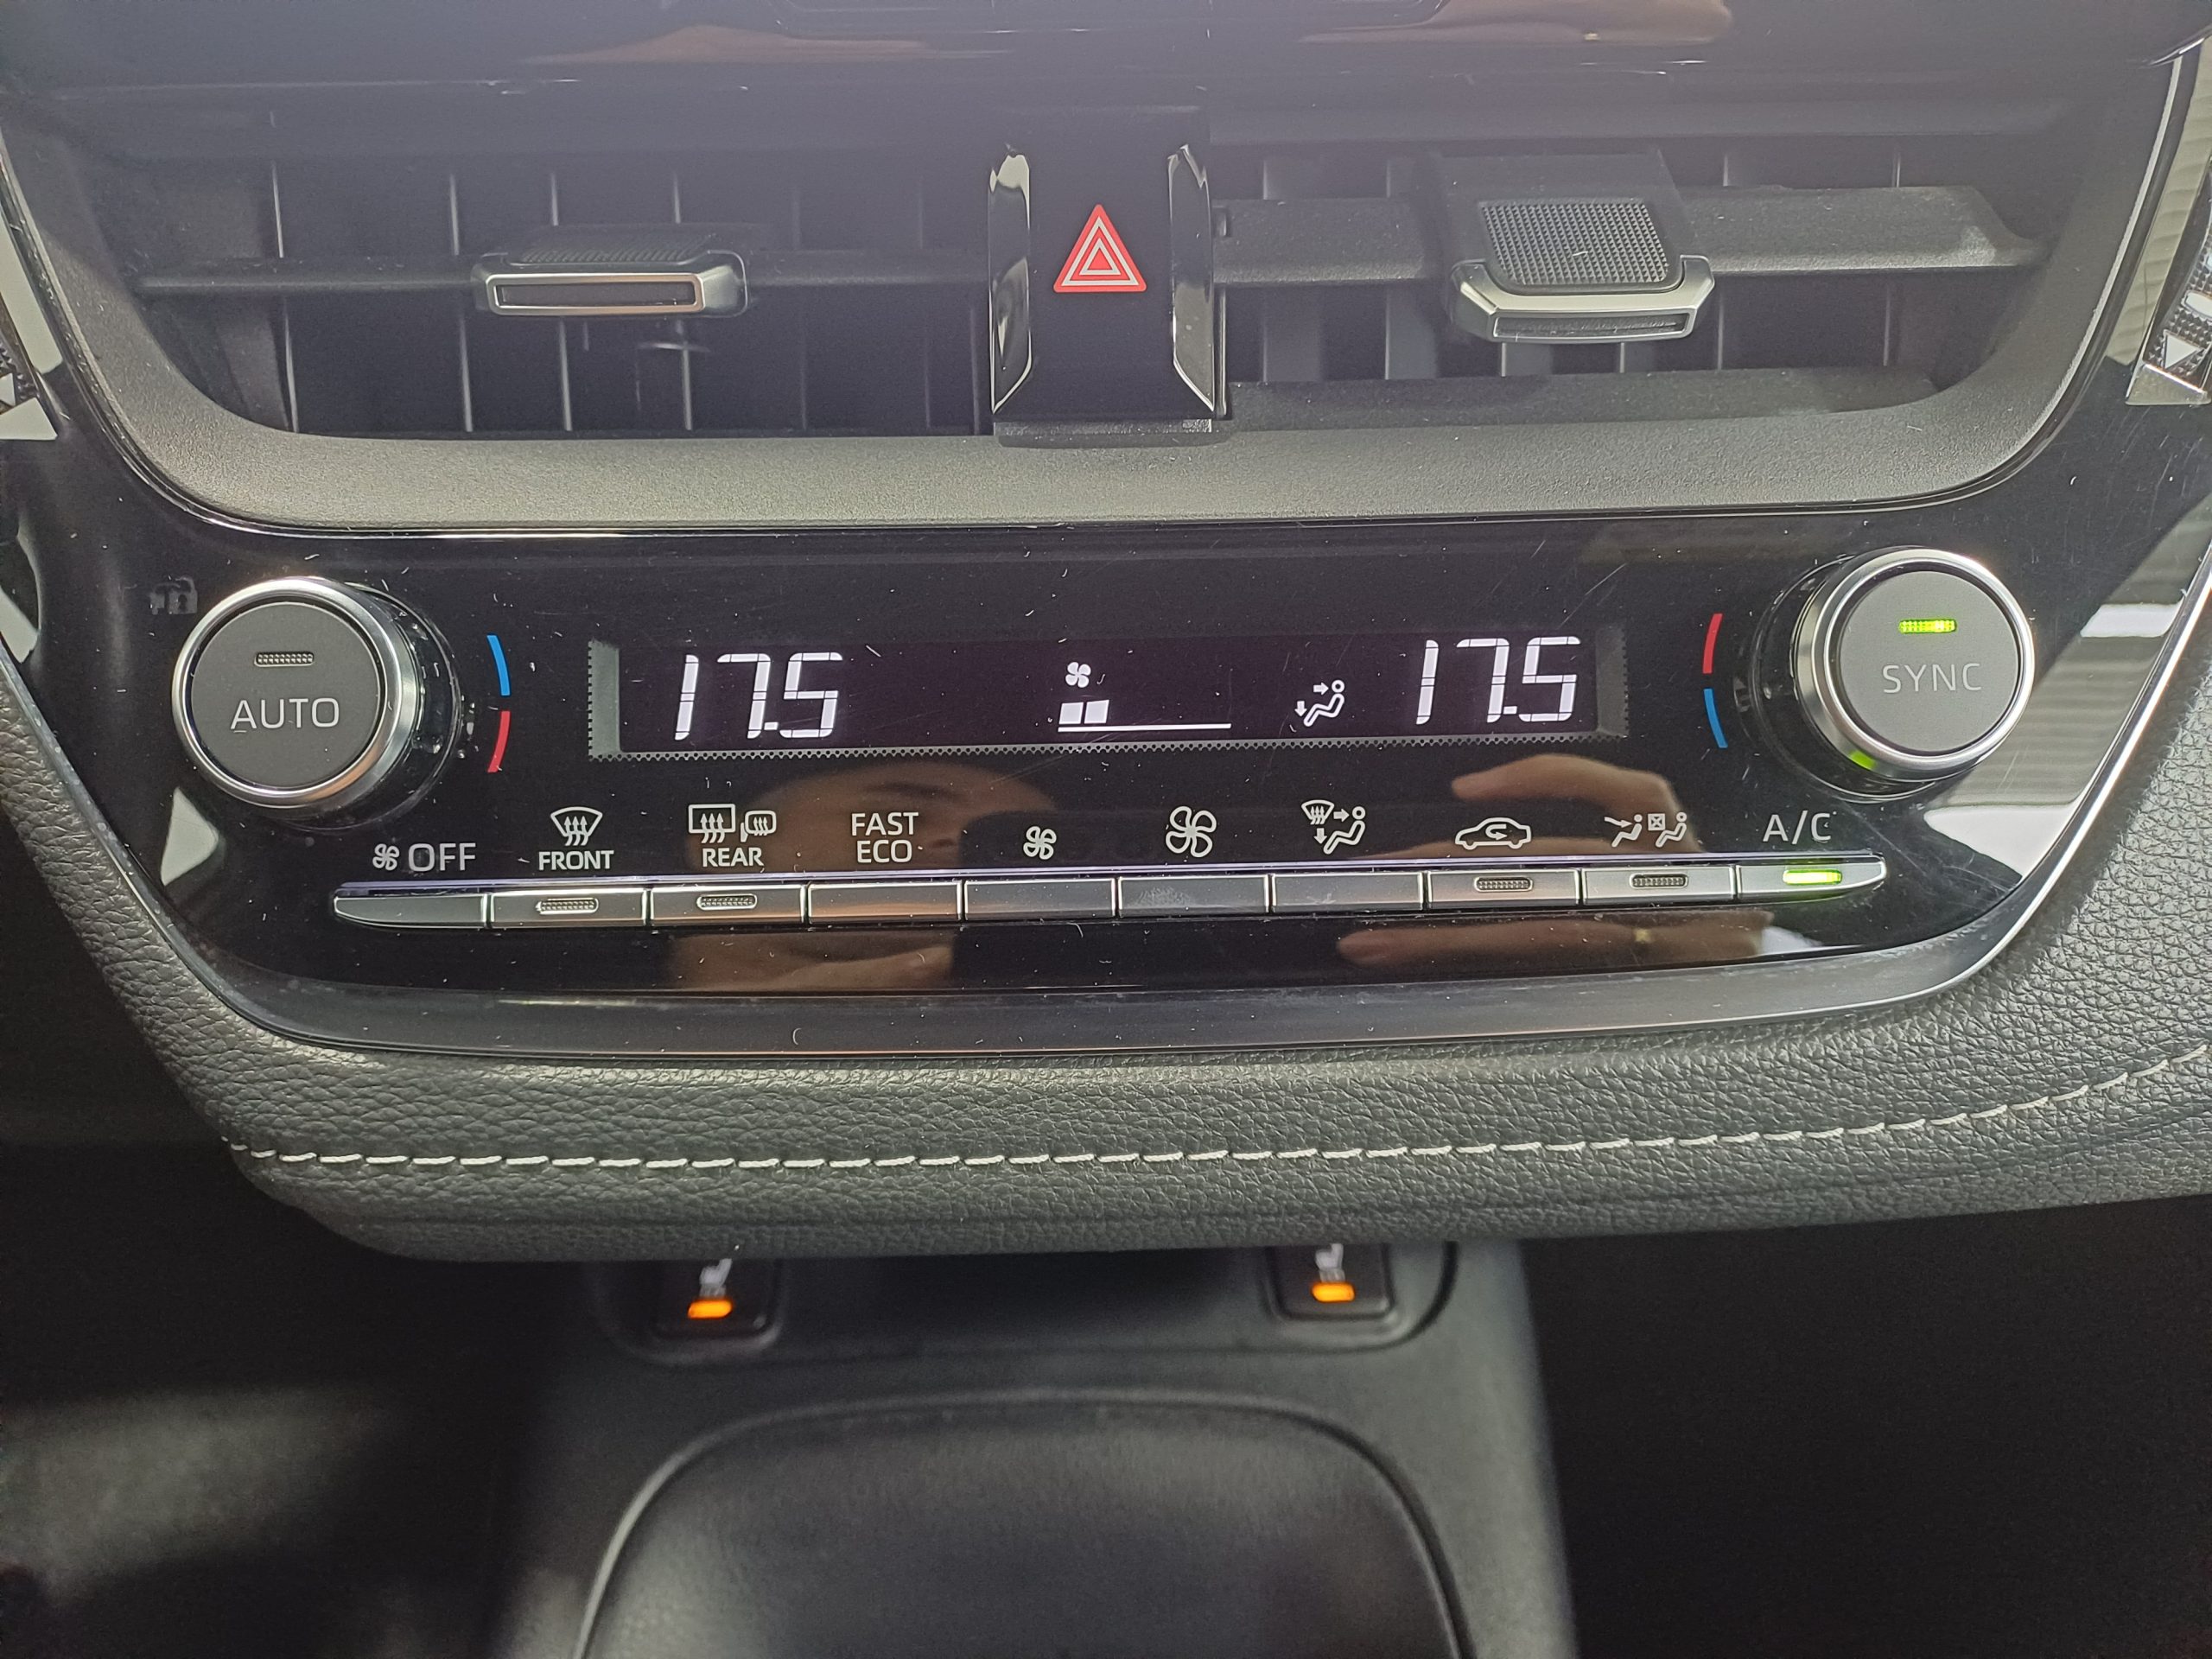 17.5 17.5
AUTO
SYNC
OFF
FRONT
REAR
FAST
ECO
A/C